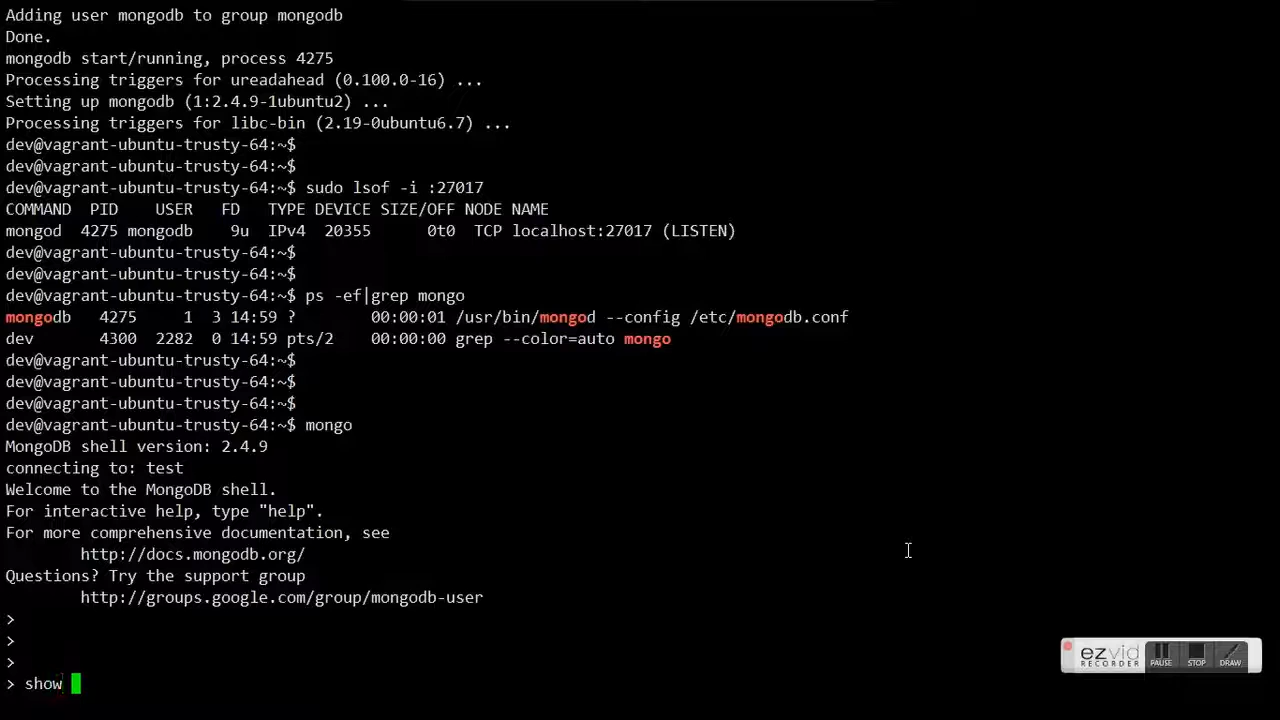 Adding user mongodb to group mongodb
Done.
mongodb start/running, process 4275
Processing triggers for ureadahead (0.100.0-16) ...
Setting up mongodb (1:2.4.9-1ubuntu2) ...
Processing triggers for libc-bin (2.19-0ubuntu6.7) ...
dev@vagrant-ubuntu-trusty-64:~$
dev@vagrant-ubuntu-trusty-64:~$
dev@vagrant-ubuntu-trusty-64:~$ sudo lsof -i :27017
COMMAND  PID    USER   FD   TYPE DEVICE SIZE/OFF NODE NAME
mongod  4275 mongodb    9u  IPv4  20355      0t0  TCP localhost:27017 (LISTEN)
dev@vagrant-ubuntu-trusty-64:~$
dev@vagrant-ubuntu-trusty-64:~$
dev@vagrant-ubuntu-trusty-64:~$ ps -ef|grep mongo
mongodb   4275     1  3 14:59 ?        00:00:01 /usr/bin/mongod --config /etc/mongodb.conf
dev       4300  2282  0 14:59 pts/2    00:00:00 grep --color=auto mongo
dev@vagrant-ubuntu-trusty-64:~$
dev@vagrant-ubuntu-trusty-64:~$
dev@vagrant-ubuntu-trusty-64:~$
dev@vagrant-ubuntu-trusty-64:~$ mongo
MongoDB shell version: 2.4.9
connecting to: test
Welcome to the MongoDB shell.
For interactive help, type "help".
For more comprehensive documentation, see
        http://docs.mongodb.org/
Questions? Try the support group
        http://groups.google.com/group/mongodb-user
>
>
>
> show
ezvid
RECORDER
PAUSE
STOP
DRAW